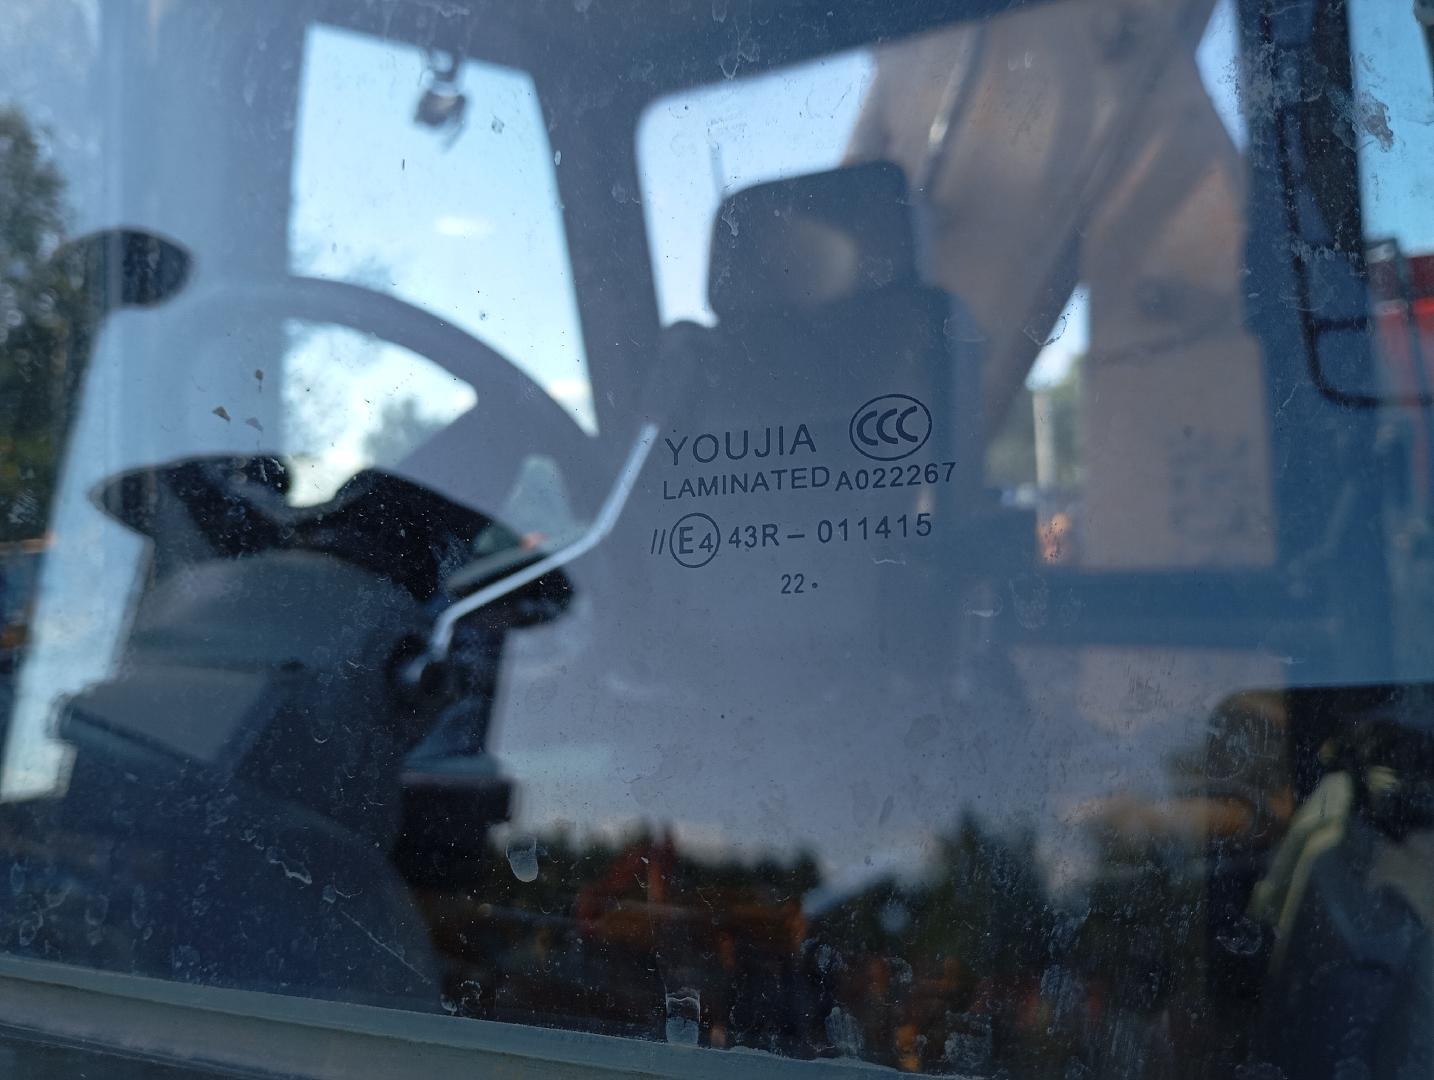 YOUJIA CCC
LAMINATED A022267
// E4 43R – 011415
22 •